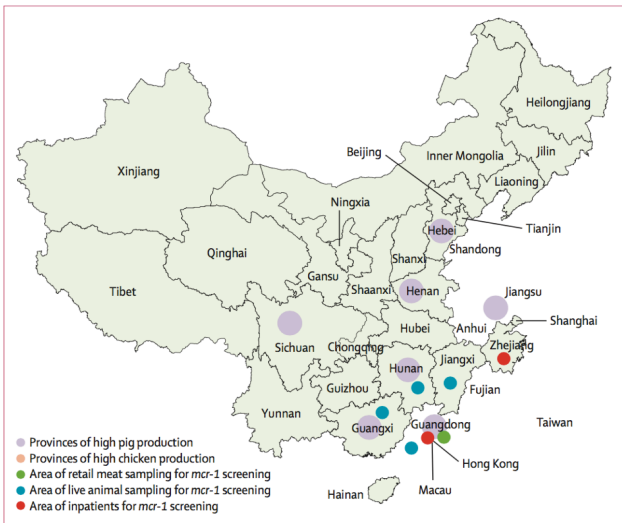 Heilongjiang
Beijing
Inner Mongolia
Jilin
Xinjiang
Liaoning
Ningxia
Hebei
Tianjin
Shandong
Qinghai
Shanxi
Gansu
Tibet
Shaanxi
Henan
Jiangsu
Shanghai
Hubei
Anhui
Sichuan
Chongqing
Zhejiang
Hunan
Jiangxi
Guizhou
Fujian
Yunnan
Guangxi
Guangdong
Taiwan
Hong Kong
Macau
Hainan
Provinces of high pig production
Provinces of high chicken production
Area of retail meat sampling for mcr-1 screening
Area of live animal sampling for mcr-1 screening
Area of inpatients for mcr-1 screening